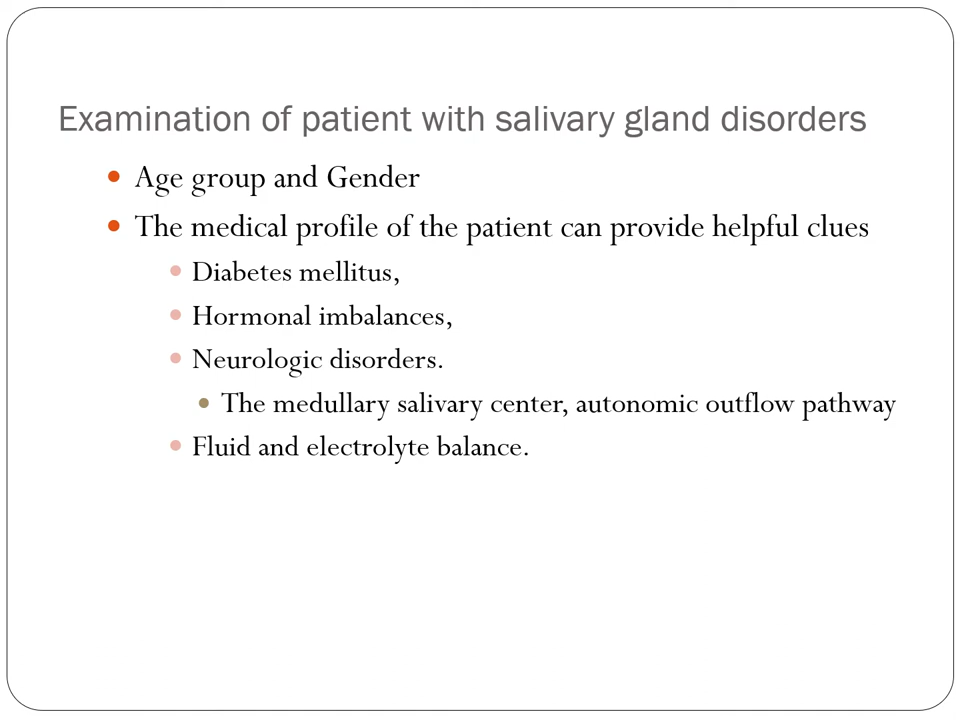 Examination of patient with salivary gland disorders
Age group and Gender
The medical profile of the patient can provide helpful clues
Diabetes mellitus,
Hormonal imbalances,
Neurologic disorders.
The medullary salivary center, autonomic outflow pathway
Fluid and electrolyte balance.